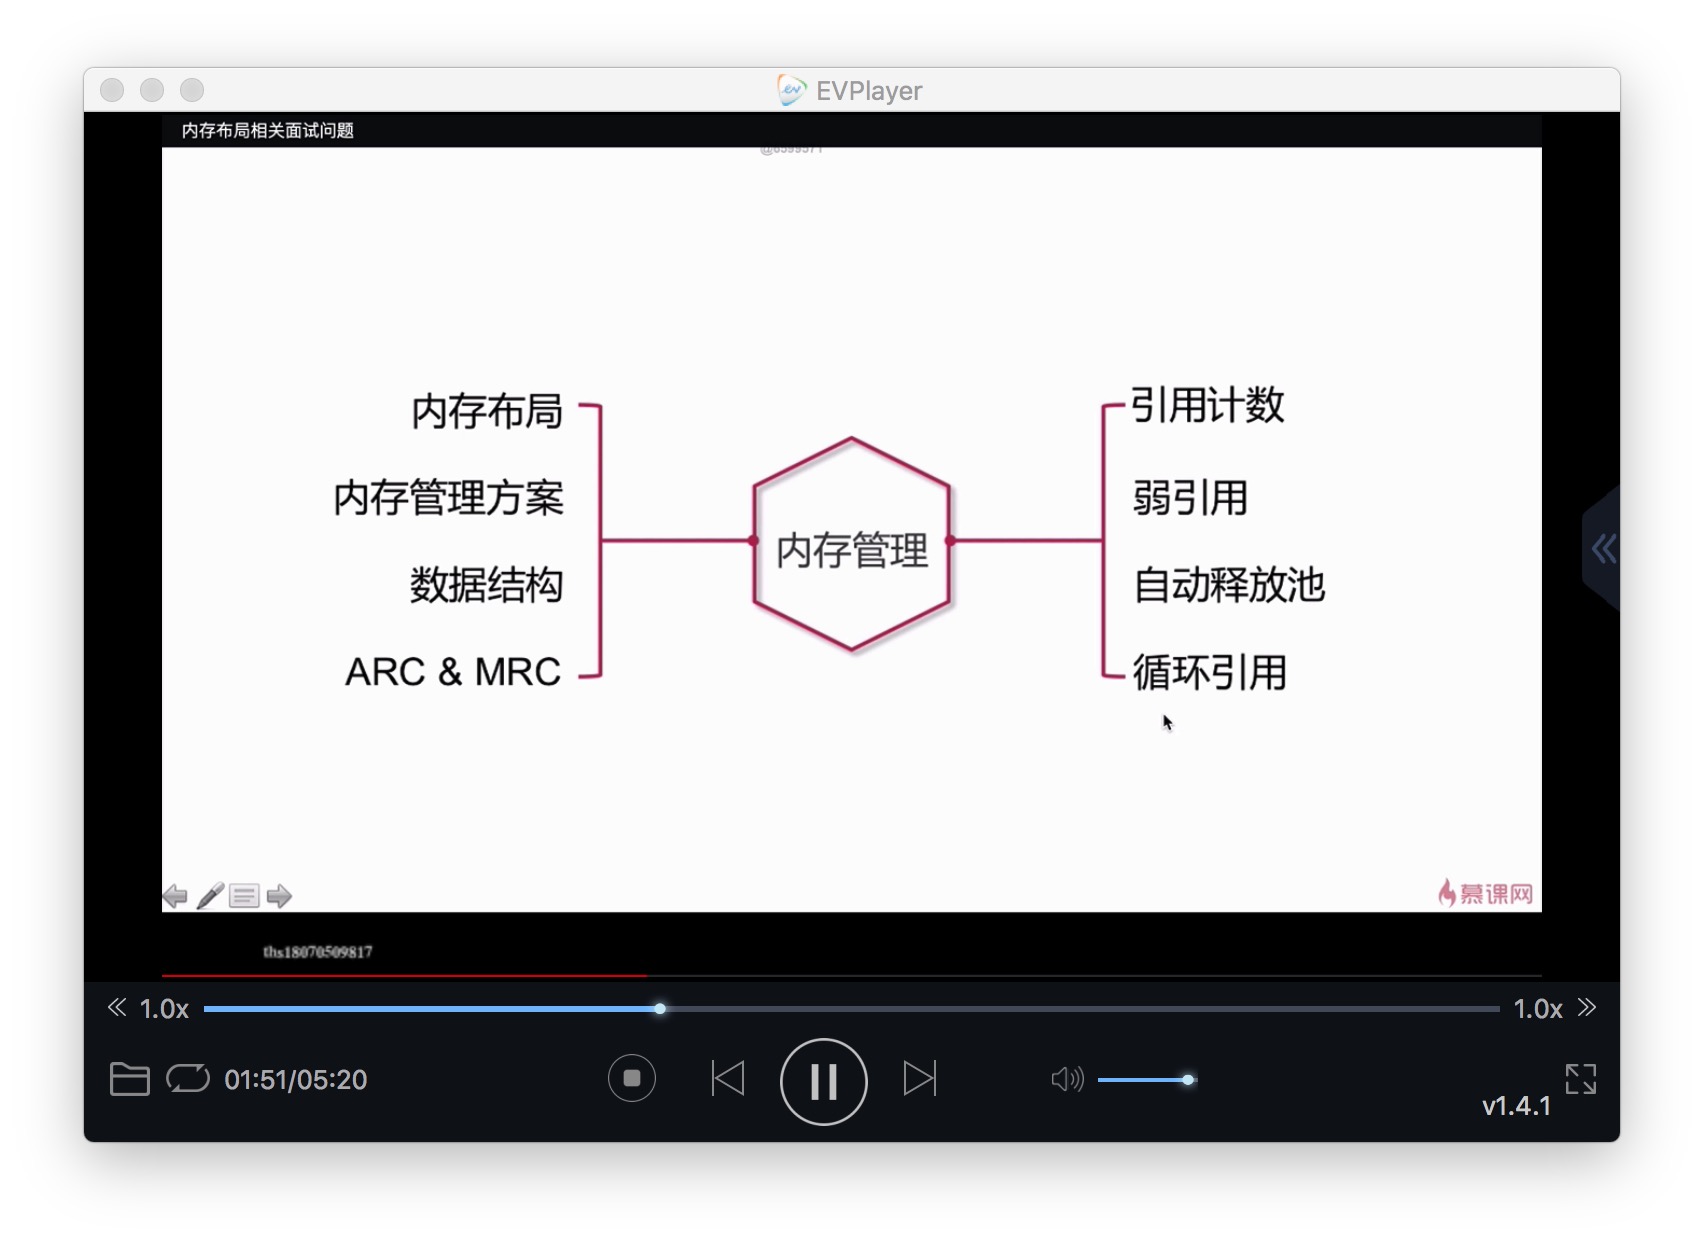 EVPlayer
内存布局相关面试问题
内存布局
内存管理方案
数据结构
ARC & MRC
内存管理
引用计数
弱引用
自动释放池
循环引用
慕课网
ths18070509817
1.0x
1.0x
01:51/05:20
v1.4.1